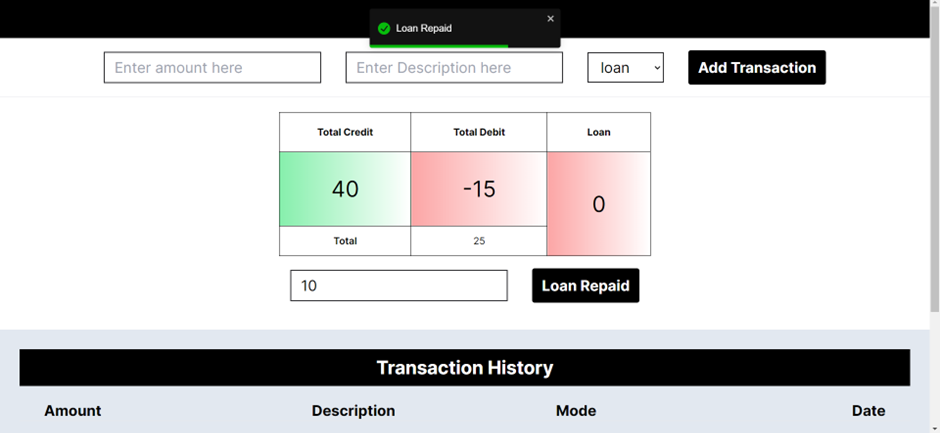 Loan Repaid
Enter amount here
Enter Description here
loan
Add Transaction
Total Credit
Total Debit
Loan
40
-15
0
Total
25
10
Loan Repaid
Transaction History
Amount
Description
Mode
Date